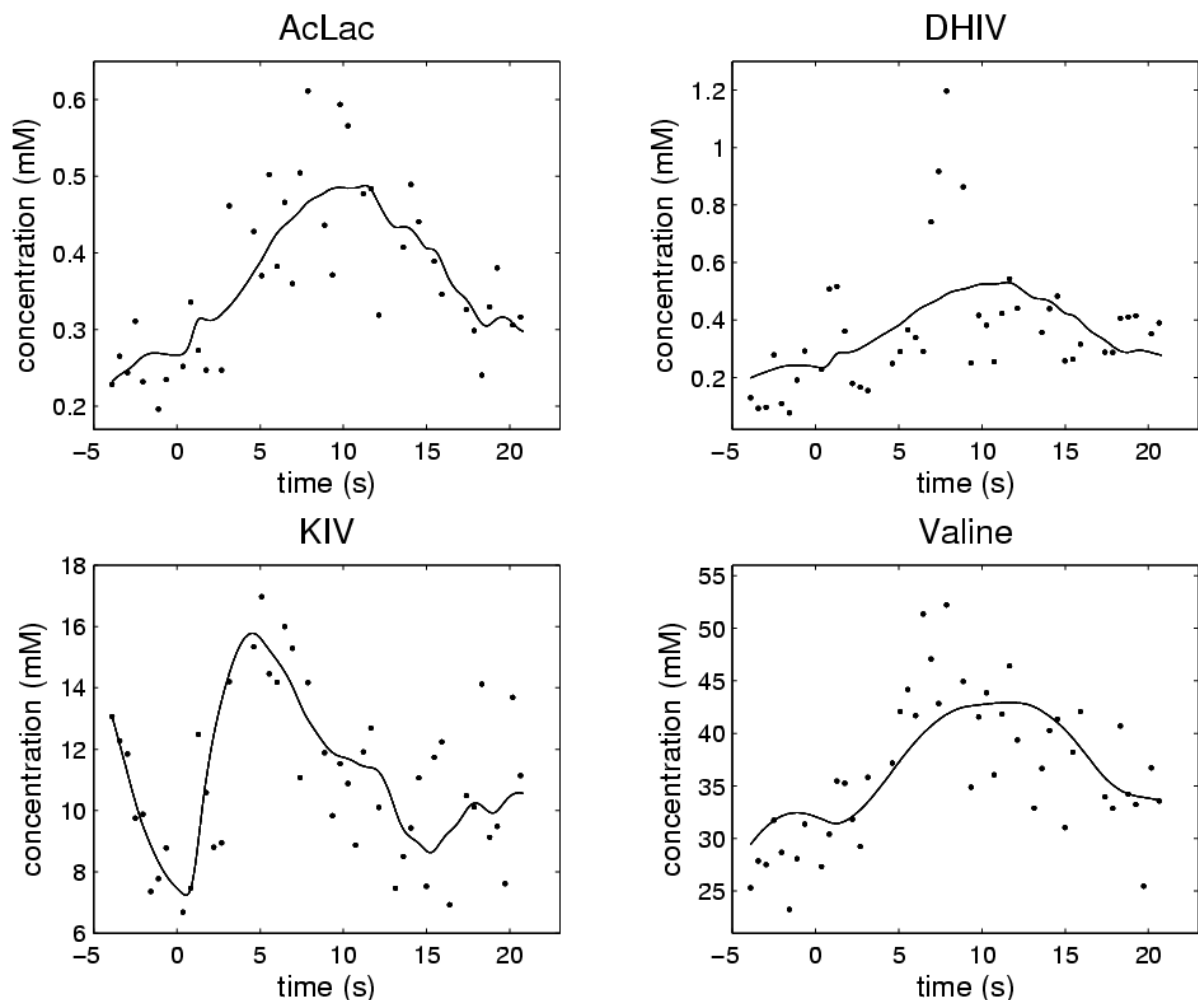 AcLac
concentration (mM)
0.6
0.5
0.4
0.3
0.2
−5 0 5 10 15 20
time (s)
DHIV
concentration (mM)
1.2
1
0.8
0.6
0.4
0.2
−5 0 5 10 15 20
time (s)
KIV
concentration (mM)
18
16
14
12
10
8
6
−5 0 5 10 15 20
time (s)
Valine
concentration (mM)
55
50
45
40
35
30
25
−5 0 5 10 15 20
time (s)